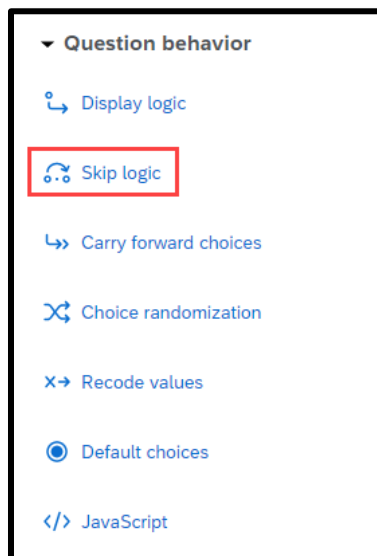 Question behavior
Display logic
Skip logic
Carry forward choices
Choice randomization
Recode values
Default choices
JavaScript